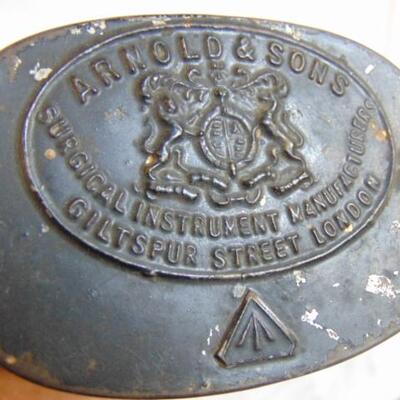 ARNOLD & SONS
SURGICAL INSTRUMENT MANUFACTURERS
GILTSPUR STREET LONDON